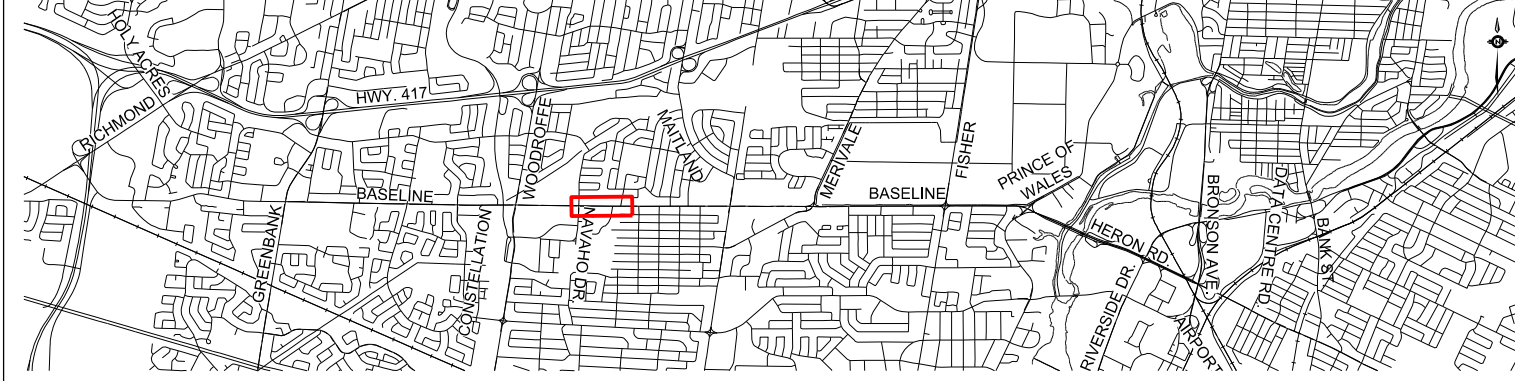 HOLY ACRES
RICHMOND
HWY. 417
WOODROFFE
MAITLAND
MERIVALE
FISHER
PRINCE OF
WALES
BASELINE
BASELINE
GREENBANK
CONSTELLATION
NAVAHO DR.
HERON RD.
RIVERSIDE DR.
AIRPORT
BRONSON AVE.
DATA CENTRE RD.
BANK ST.
N